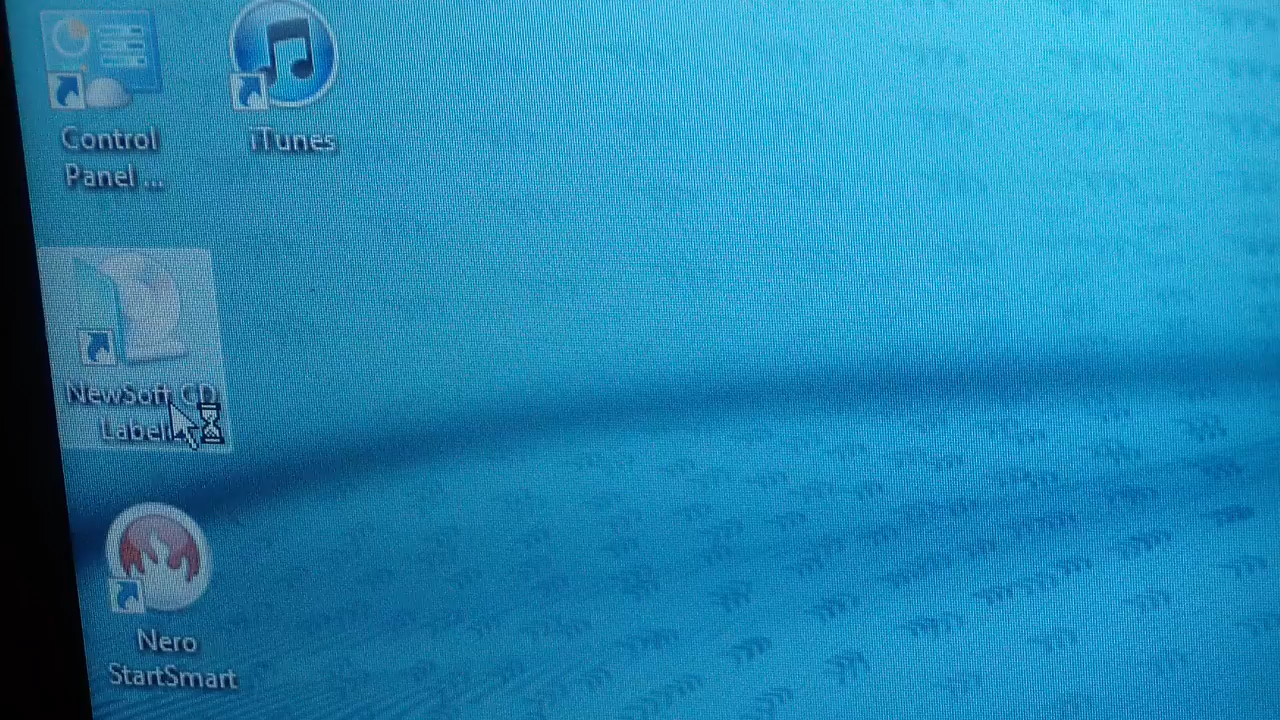 Control
Panel ...
iTunes
NewSoft CD
Label
Nero
StartSmart